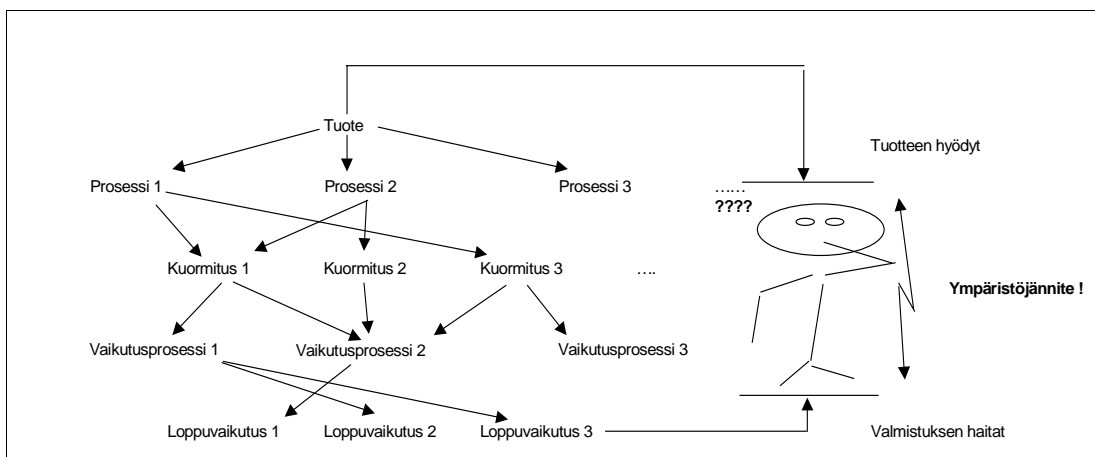 Tuote
Tuotteen hyödyt
Prosessi 1
Prosessi 2
Prosessi 3
……
????
Kuormitus 1
Kuormitus 2
Kuormitus 3
….
Ympäristöjännite !
Vaikutusprosessi 1
Vaikutusprosessi 2
Vaikutusprosessi 3
Loppuvaikutus 1
Loppuvaikutus 2
Loppuvaikutus 3
Valmistuksen haitat